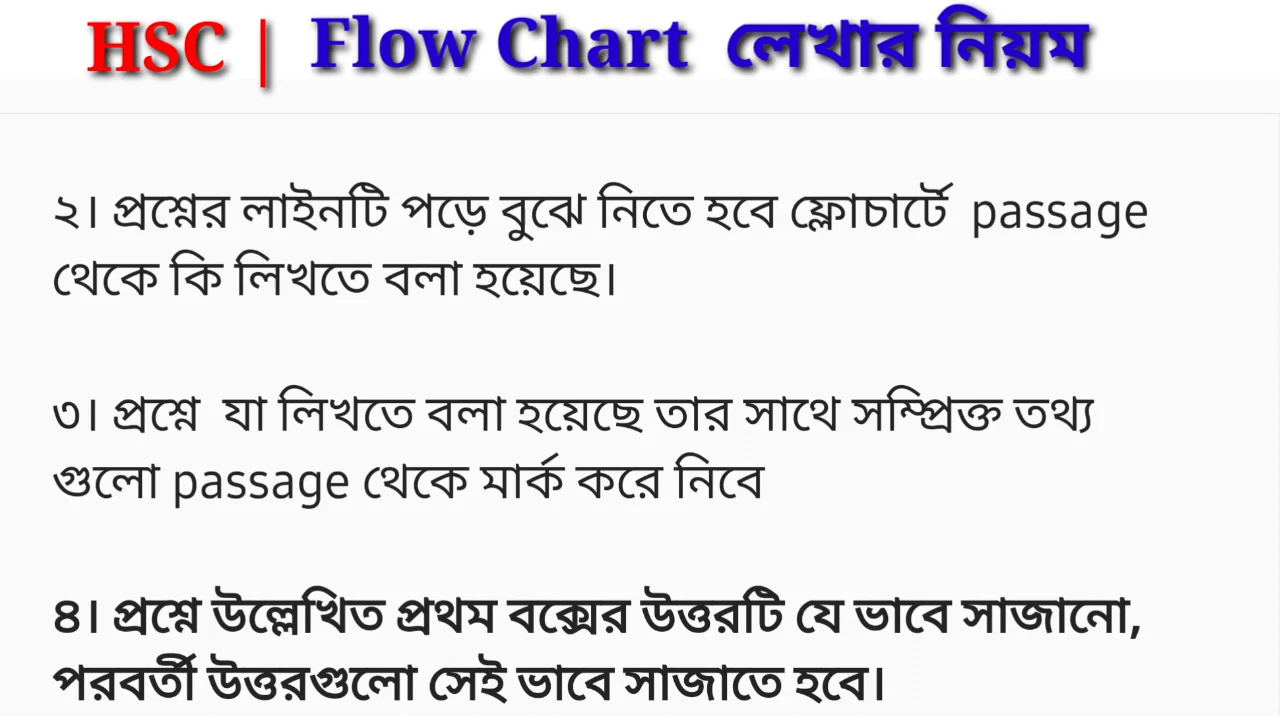 HSC | Flow Chart লেখার নিয়ম
২। প্রশ্নের লাইনটি পড়ে বুঝে নিতে হবে ফ্লোচার্টে passage
থেকে কি লিখতে বলা হয়েছে।
৩। প্রশ্নে যা লিখতে বলা হয়েছে তার সাথে সম্প্রিক্ত তথ্য
গুলো passage থেকে মার্ক করে নিবে
৪। প্রশ্নে উল্লেখিত প্রথম বক্সের উত্তরটি যে ভাবে সাজানো,
পরবর্তী উত্তরগুলো সেই ভাবে সাজাতে হবে।